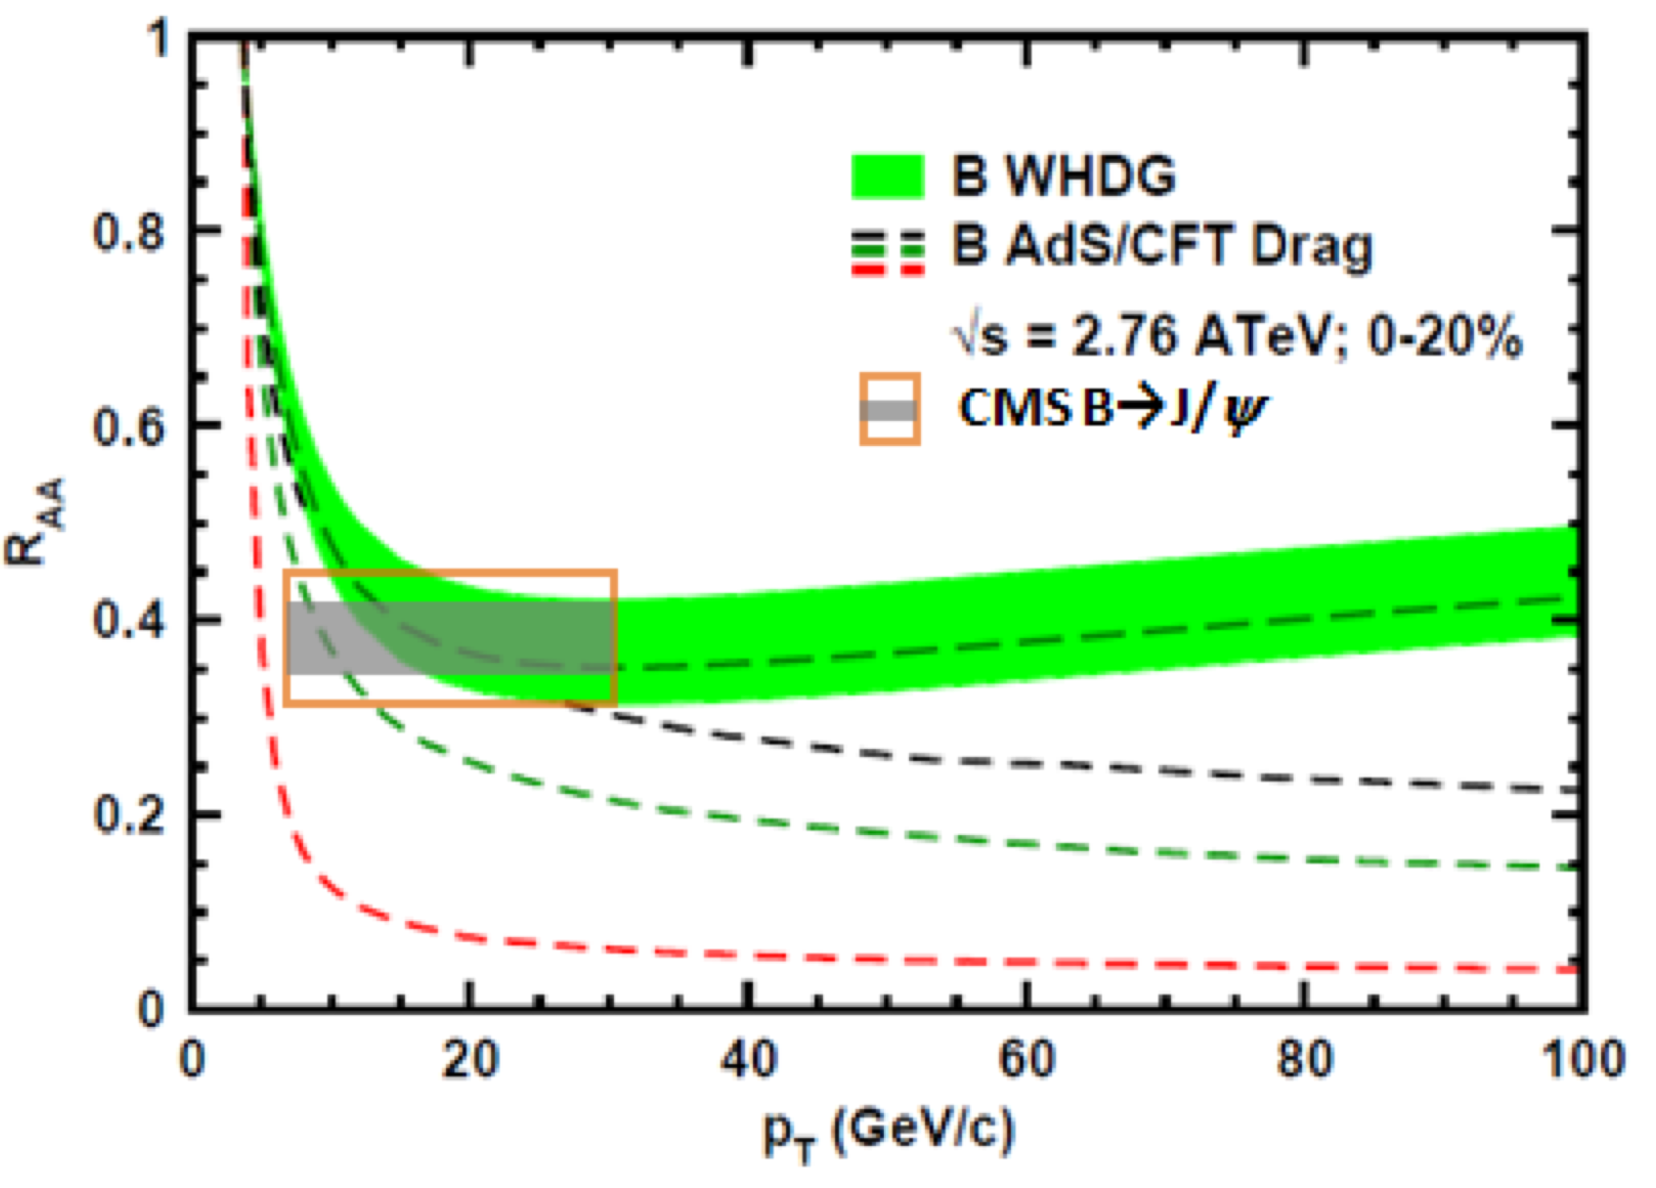 1
0.8
0.6
0.4
0.2
0
R_AA
B WHDG
B AdS/CFT Drag
√s = 2.76 ATeV; 0-20%
CMS B→J/ψ
0 20 40 60 80 100
p_T (GeV/c)